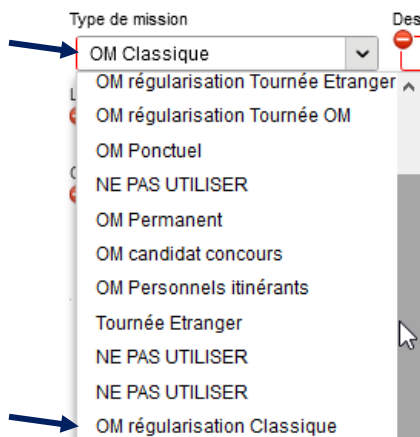 Type de mission
Des
OM Classique
OM régularisation Tournée Etranger
OM régularisation Tournée OM
OM Ponctuel
NE PAS UTILISER
OM Permanent
OM candidat concours
OM Personnels itinérants
Tournée Etranger
NE PAS UTILISER
NE PAS UTILISER
OM régularisation Classique